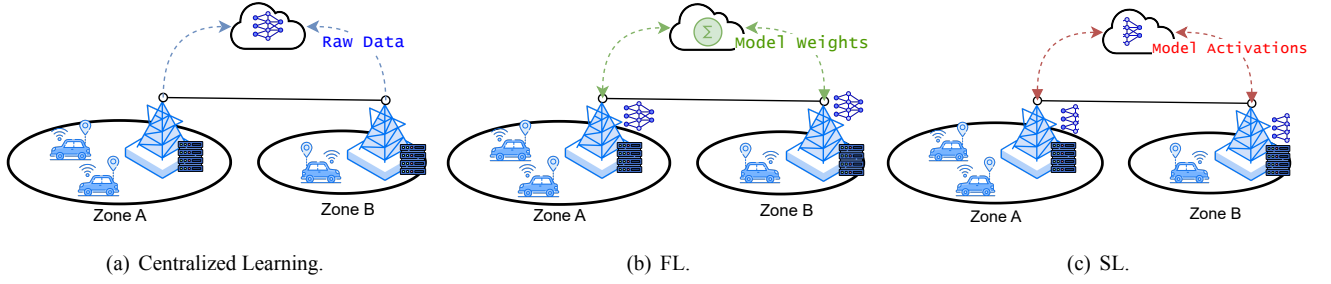 Raw Data
Zone A
Zone B
(a) Centralized Learning.
Σ
Model Weights
Zone A
Zone B
(b) FL.
Model Activations
Zone A
Zone B
(c) SL.